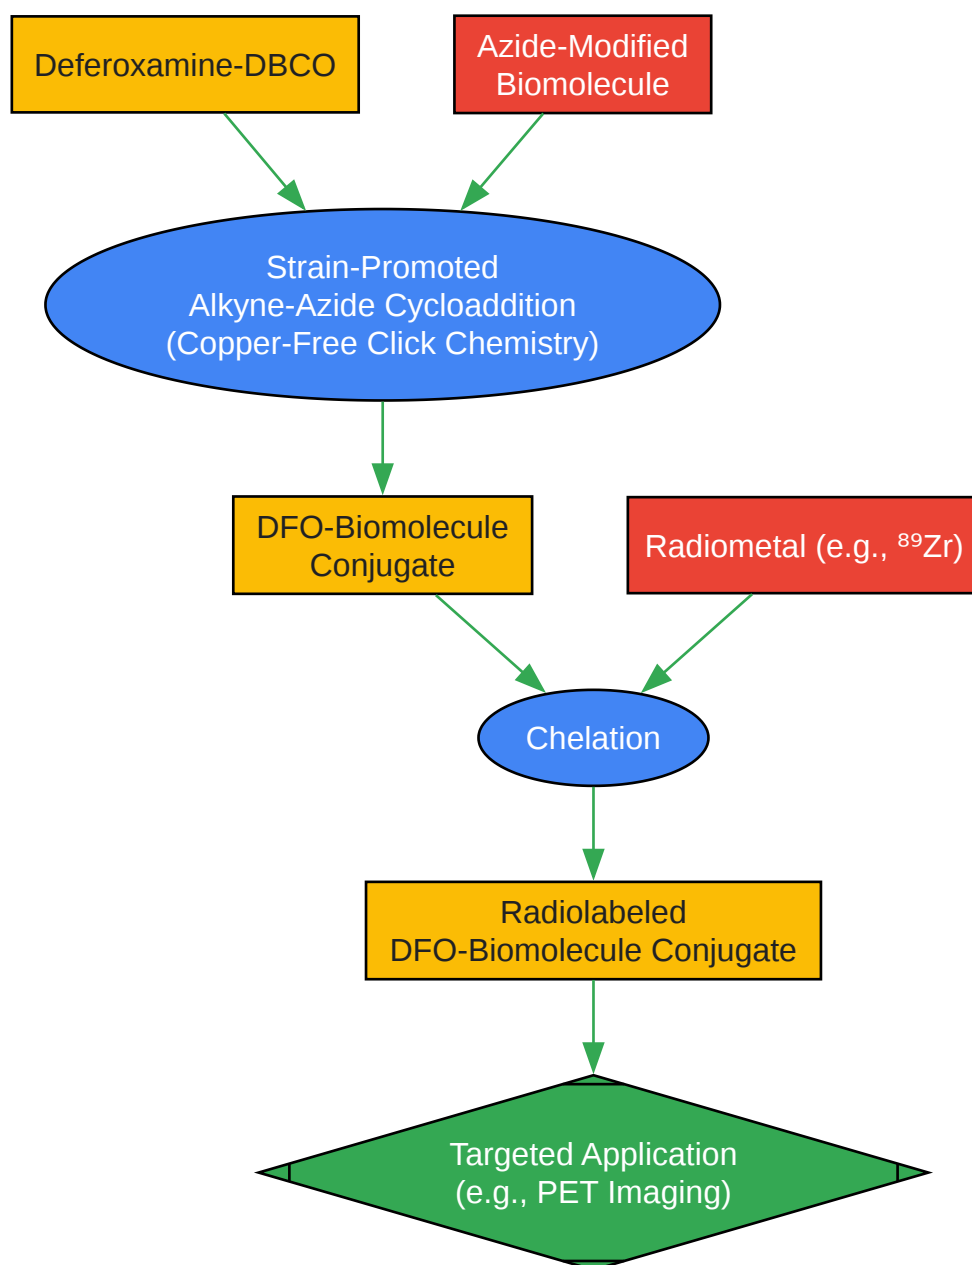 Deferoxamine-DBCO
Azide-Modified
Biomolecule
Strain-Promoted
Alkyne-Azide Cycloaddition
(Copper-Free Click Chemistry)
DFO-Biomolecule
Conjugate
Radiometal (e.g., ⁸⁹Zr)
Chelation
Radiolabeled
DFO-Biomolecule Conjugate
Targeted Application
(e.g., PET Imaging)